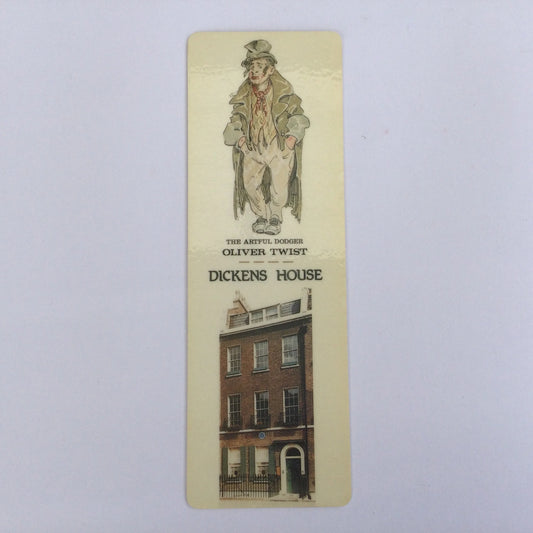 THE ARTFUL DODGER
OLIVER TWIST
DICKENS HOUSE